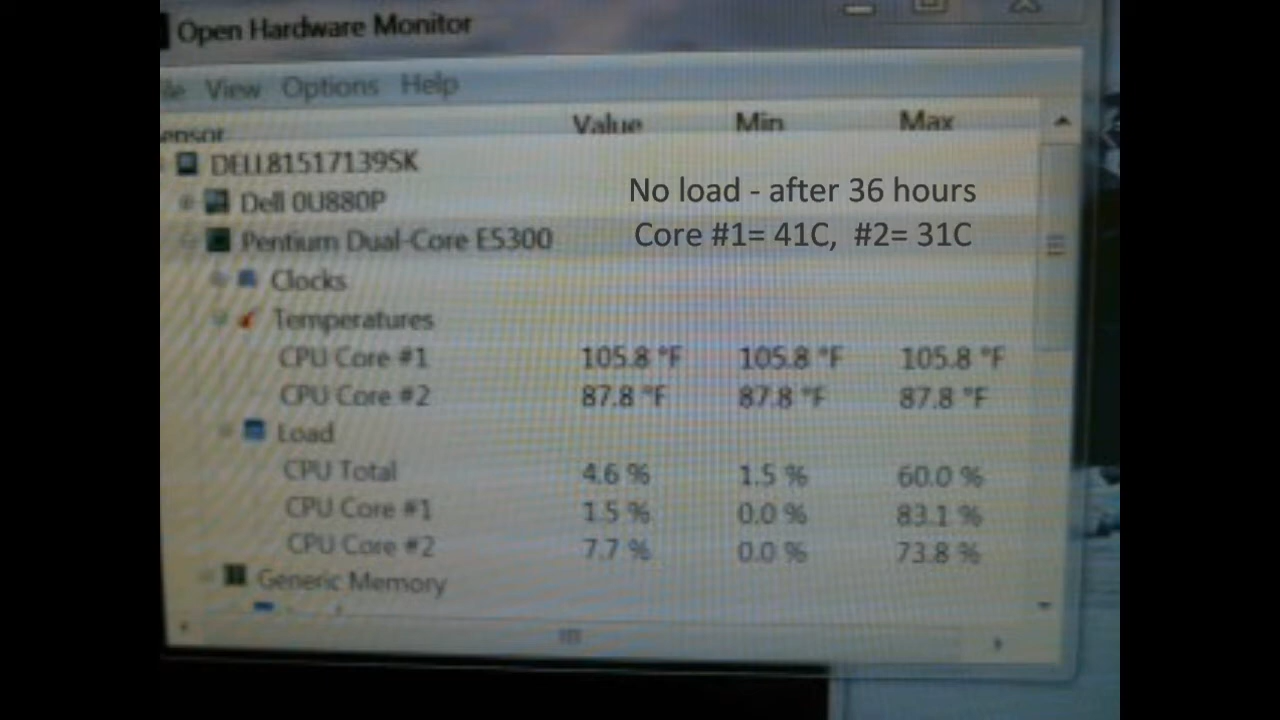 Open Hardware Monitor
View Options Help
ensor Value Min Max
DELL81517139SK
Dell 0U880P
No load - after 36 hours
Core #1= 41C, #2= 31C
Pentium Dual-Core E5300
Clocks
Temperatures
CPU Core #1 105.8 °F 105.8 °F 105.8 °F
CPU Core #2 87.8 °F 87.8 °F 87.8 °F
Load
CPU Total 4.6 % 1.5 % 60.0 %
CPU Core #1 1.5 % 0.0 % 83.1 %
CPU Core #2 7.7 % 0.0 % 73.8 %
Generic Memory